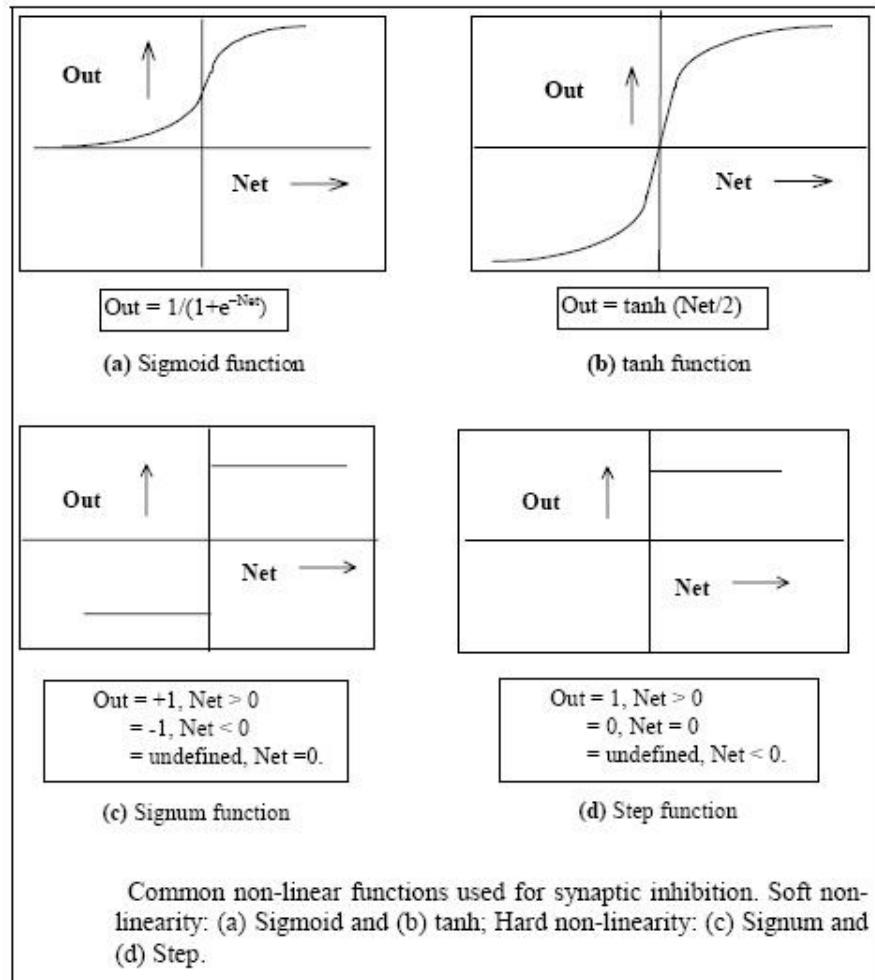 Out
Net
Out = 1/(1+e^–Net)
(a) Sigmoid function
Out
Net
Out = tanh (Net/2)
(b) tanh function
Out
Net
Out = +1, Net > 0
= -1, Net < 0
= undefined, Net =0.
(c) Signum function
Out
Net
Out = 1, Net > 0
= 0, Net = 0
= undefined, Net < 0.
(d) Step function
Common non-linear functions used for synaptic inhibition. Soft non-
linearity: (a) Sigmoid and (b) tanh; Hard non-linearity: (c) Signum and
(d) Step.